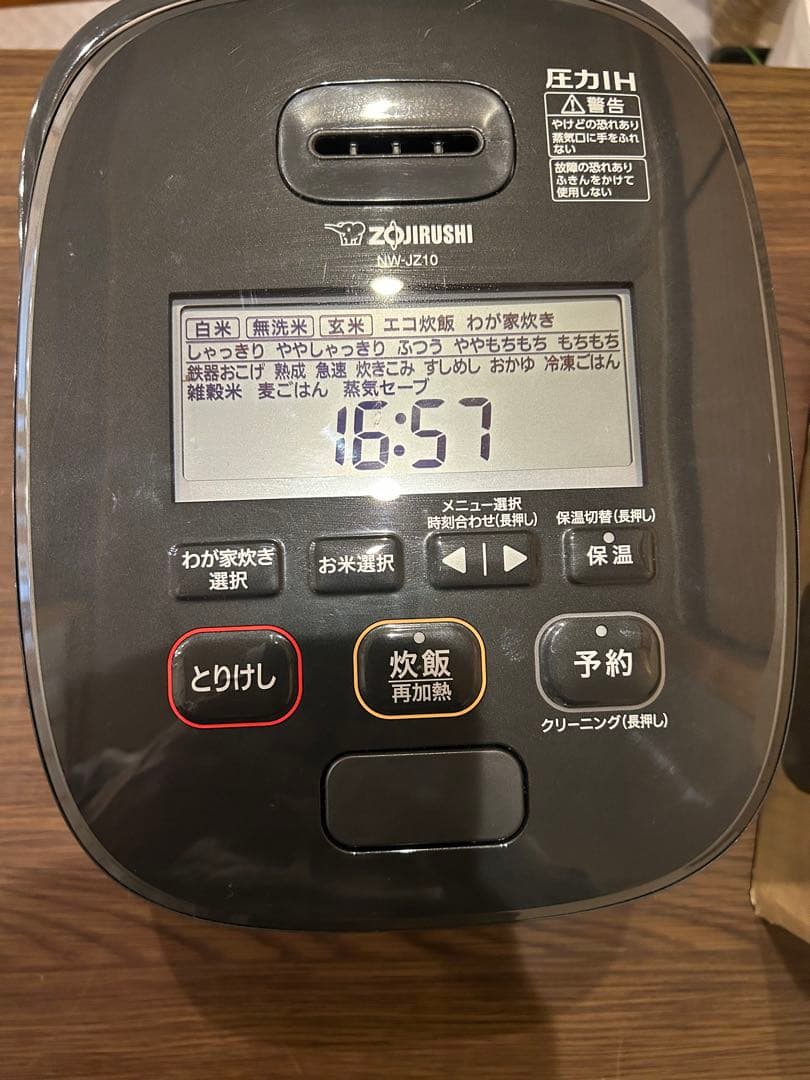 圧力IH
⚠警告
やけどの恐れあり
蒸気口に手をふれ
ない
故障の恐れあり
ふきんをかけて
使用しない
ZOJIRUSHI
NW-JZ10
白米 無洗米 玄米 エコ炊飯 わが家炊き
しゃっきり ややしゃっきり ふつう ややもちもち もちもち
鉄器おこげ 熟成 急速 炊きこみ すしめし おかゆ 冷凍ごはん
雑穀米 麦ごはん 蒸気セーブ
16:57
メニュー選択
時刻合わせ(長押し)
保温切替(長押し)
わが家炊き
選択
お米選択
◀|▶
保温
とりけし
炊飯
再加熱
予約
クリーニング(長押し)